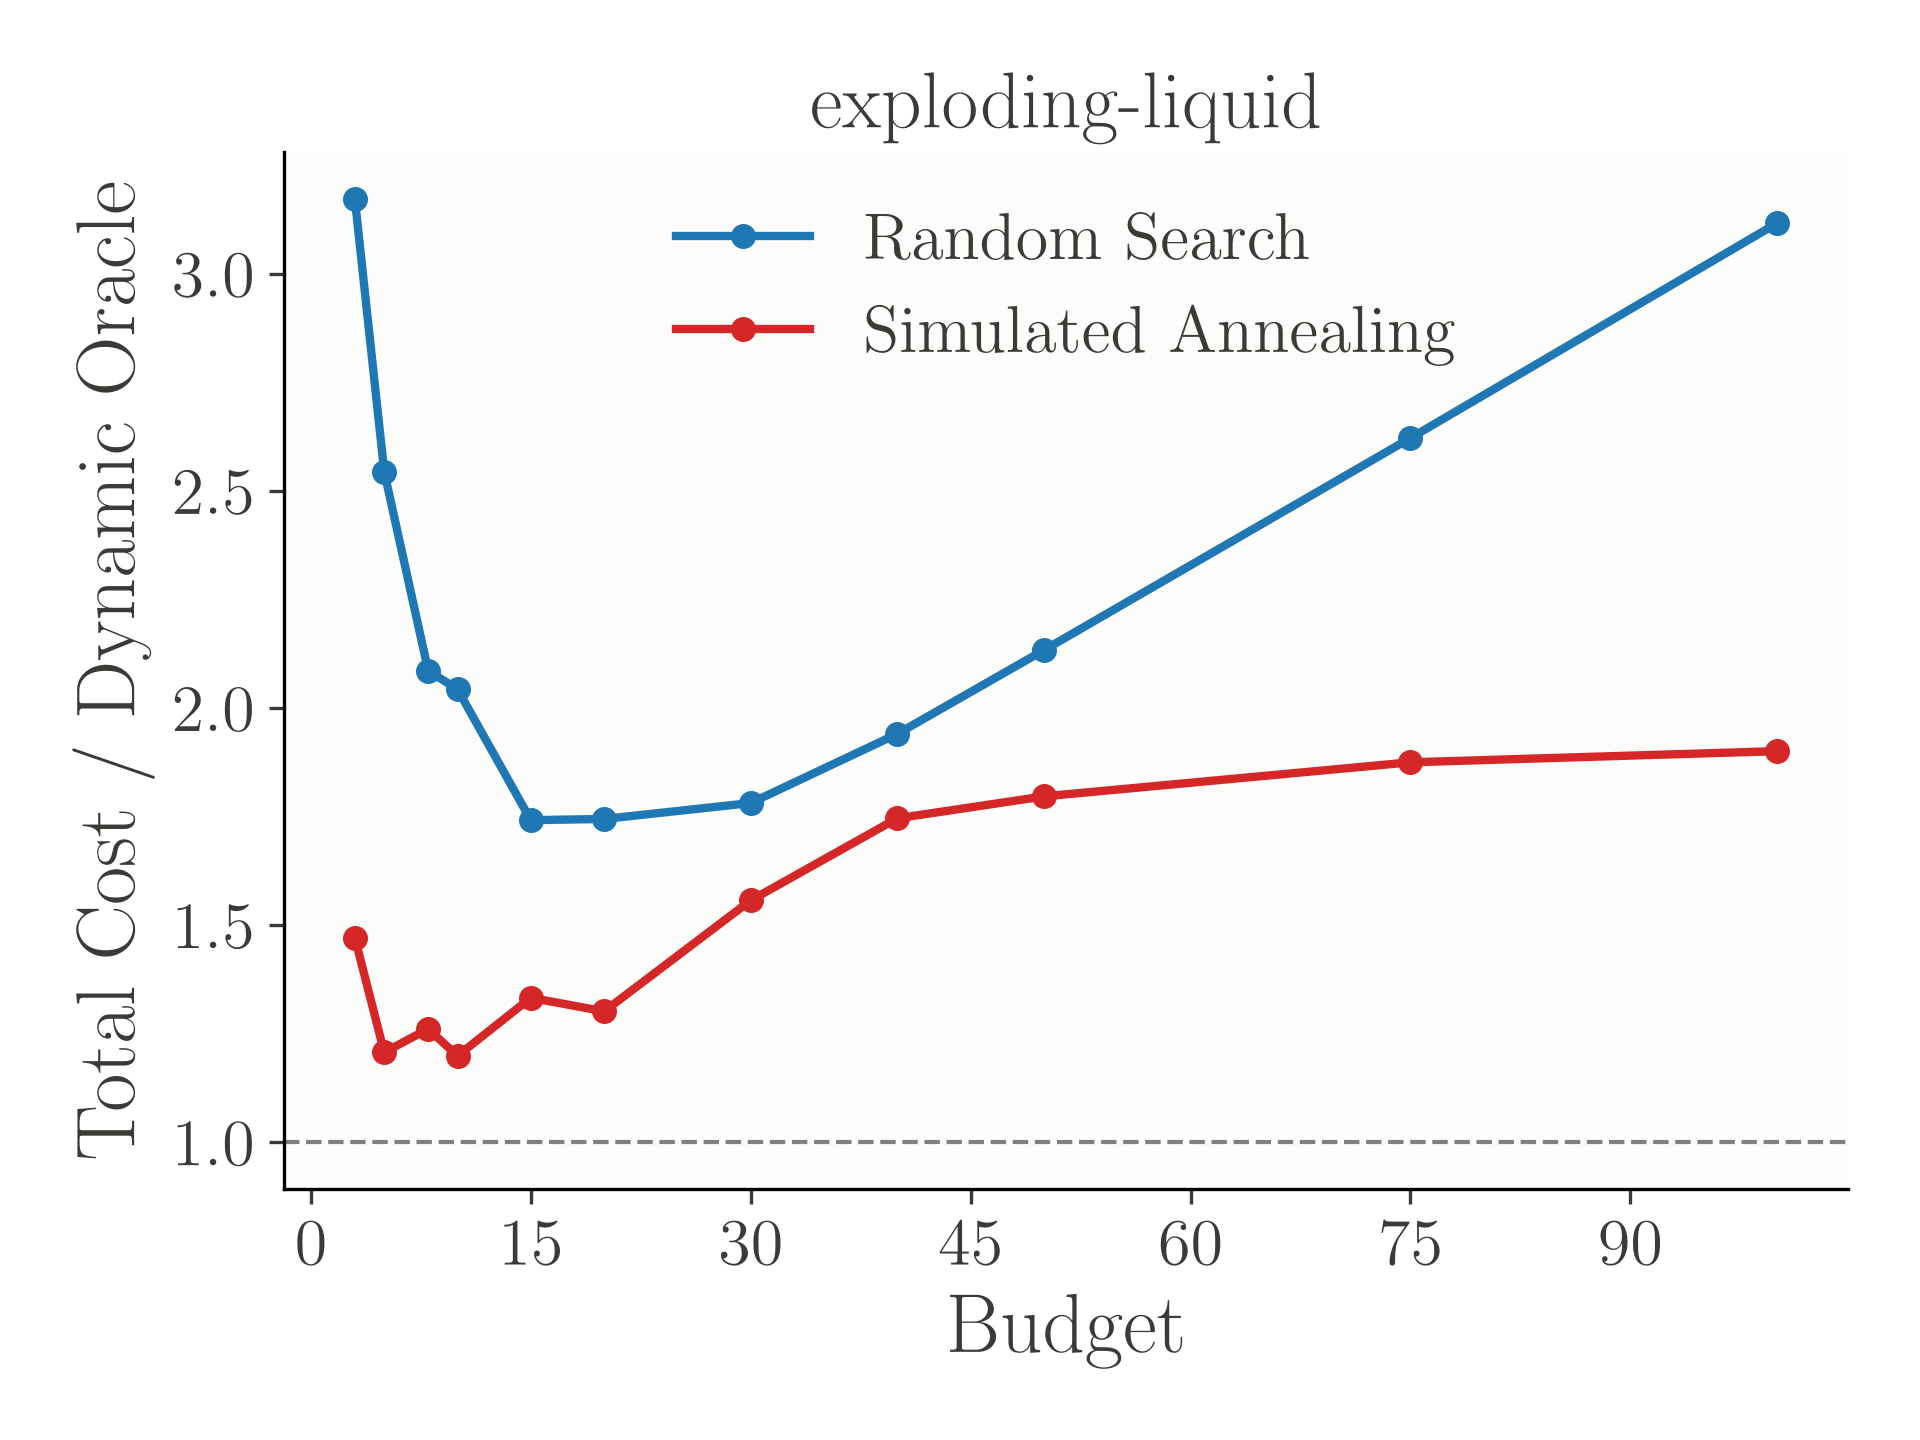 exploding-liquid
Random Search
Simulated Annealing
Total Cost / Dynamic Oracle
3.0
2.5
2.0
1.5
1.0
0 15 30 45 60 75 90
Budget